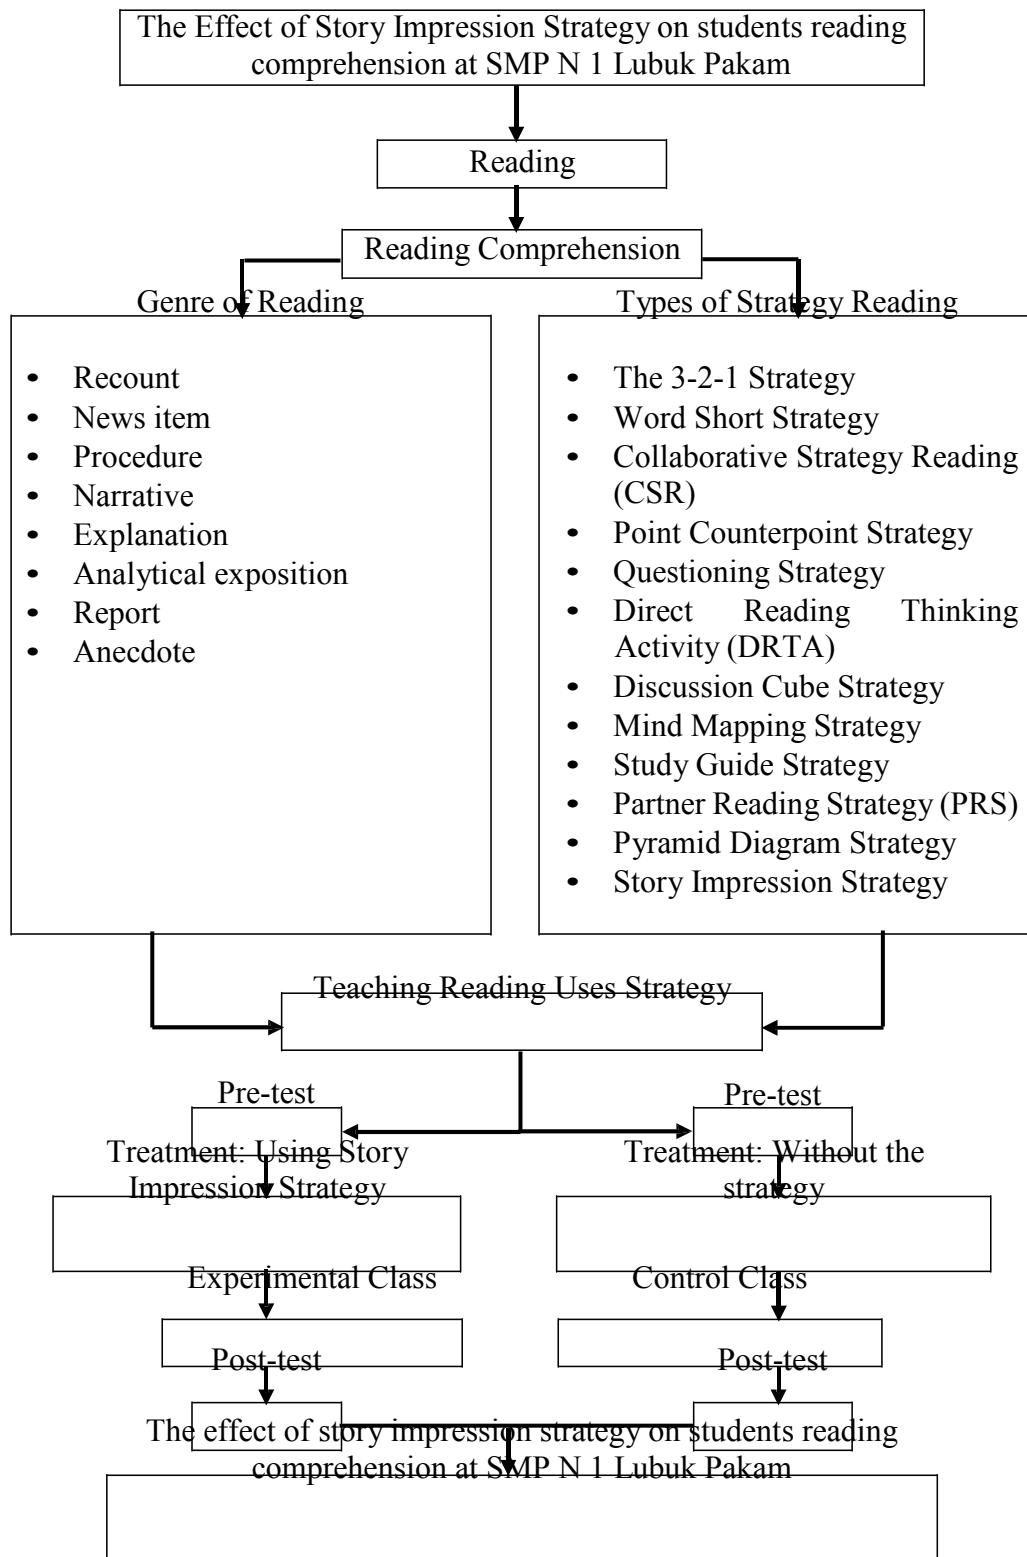 The Effect of Story Impression Strategy on students reading
comprehension at SMP N 1 Lubuk Pakam
Reading
Reading Comprehension
Genre of Reading
• Recount
• News item
• Procedure
• Narrative
• Explanation
• Analytical exposition
• Report
• Anecdote
Types of Strategy Reading
• The 3-2-1 Strategy
• Word Short Strategy
• Collaborative Strategy Reading
(CSR)
• Point Counterpoint Strategy
• Questioning Strategy
• Direct Reading Thinking
Activity (DRTA)
• Discussion Cube Strategy
• Mind Mapping Strategy
• Study Guide Strategy
• Partner Reading Strategy (PRS)
• Pyramid Diagram Strategy
• Story Impression Strategy
Teaching Reading Uses Strategy
Pre-test
Pre-test
Treatment: Using Story
Impression Strategy
Treatment: Without the
strategy
Experimental Class
Control Class
Post-test
Post-test
The effect of story impression strategy on students reading
comprehension at SMP N 1 Lubuk Pakam